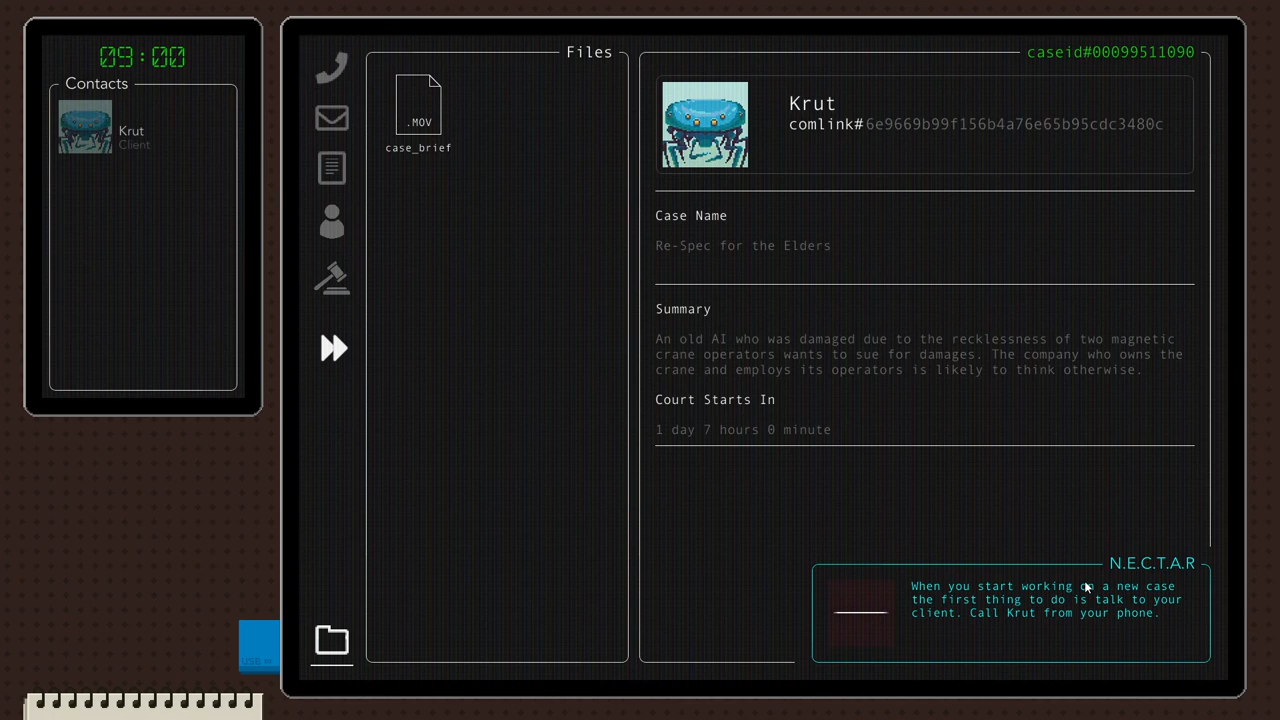 09:00
Contacts
Krut
Client
Files
.MOV
case_brief
caseid#00099511090
Krut
comlink#6e9669b99f156b4a76e65b95cdc3480c
Case Name
Re-Spec for the Elders
Summary
An old AI who was damaged due to the recklessness of two magnetic
crane operators wants to sue for damages. The company who owns the
crane and employs its operators is likely to think otherwise.
Court Starts In
1 day 7 hours 0 minute
N.E.C.T.A.R
When you start working on a new case
the first thing to do is talk to your
client. Call Krut from your phone.
USB